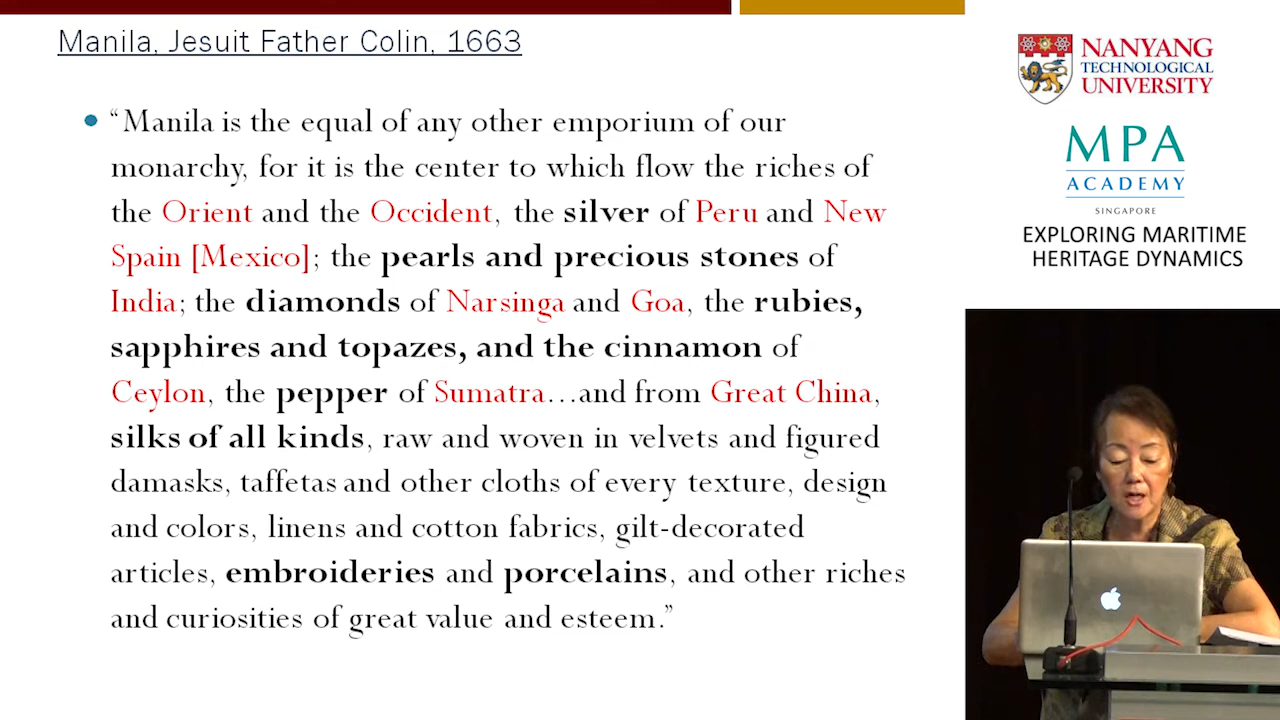 Manila, Jesuit Father Colin, 1663
• “Manila is the equal of any other emporium of our
monarchy, for it is the center to which flow the riches of
the Orient and the Occident, the silver of Peru and New
Spain [Mexico]; the pearls and precious stones of
India; the diamonds of Narsinga and Goa, the rubies,
sapphires and topazes, and the cinnamon of
Ceylon, the pepper of Sumatra…and from Great China,
silks of all kinds, raw and woven in velvets and figured
damasks, taffetas and other cloths of every texture, design
and colors, linens and cotton fabrics, gilt-decorated
articles, embroideries and porcelains, and other riches
and curiosities of great value and esteem.”
NANYANG
TECHNOLOGICAL
UNIVERSITY
MPA
ACADEMY
SINGAPORE
EXPLORING MARITIME
HERITAGE DYNAMICS